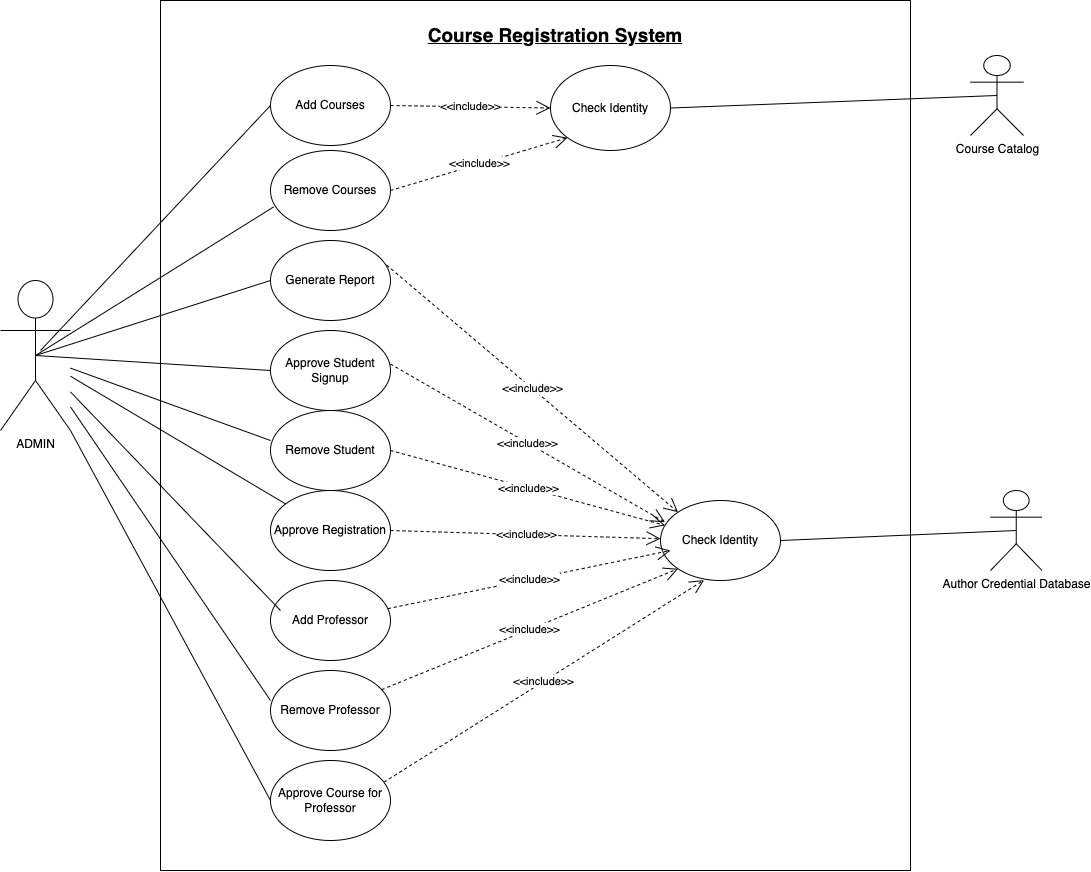 Course Registration System
Add Courses
<<include>>
Check Identity
Course Catalog
<<include>>
Remove Courses
Generate Report
Approve Student
Signup
<<include>>
ADMIN
<<include>>
Remove Student
<<include>>
Approve Registration
<<include>>
Check Identity
Author Credential Database
<<include>>
Add Professor
<<include>>
<<include>>
Remove Professor
Approve Course for
Professor